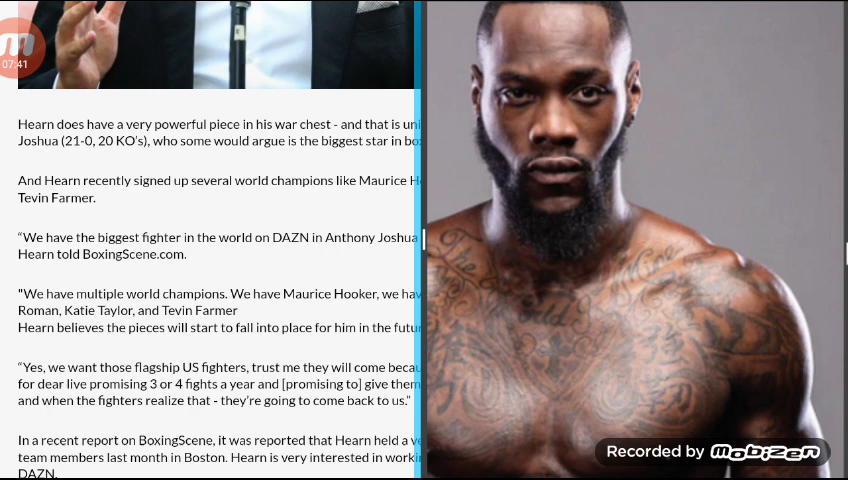 07:41
Hearn does have a very powerful piece in his war chest - and that is
Joshua (21-0, 20 KO's), who some would argue is the biggest star in
And Hearn recently signed up several world champions like Maurice
Tevin Farmer.
“We have the biggest fighter in the world on DAZN in Anthony Joshua
Hearn told BoxingScene.com.
"We have multiple world champions. We have Maurice Hooker, we
Roman, Katie Taylor, and Tevin Farmer
Hearn believes the pieces will start to fall into place for him in the
“Yes, we want those flagship US fighters, trust me they will come
for dear live promising 3 or 4 fights a year and [promising to] give them
and when the fighters realize that - they’re going to come back to us.”
In a recent report on BoxingScene, it was reported that Hearn held a
team members last month in Boston. Hearn is very interested in
DAZN.
The
Recorded by Mobizen